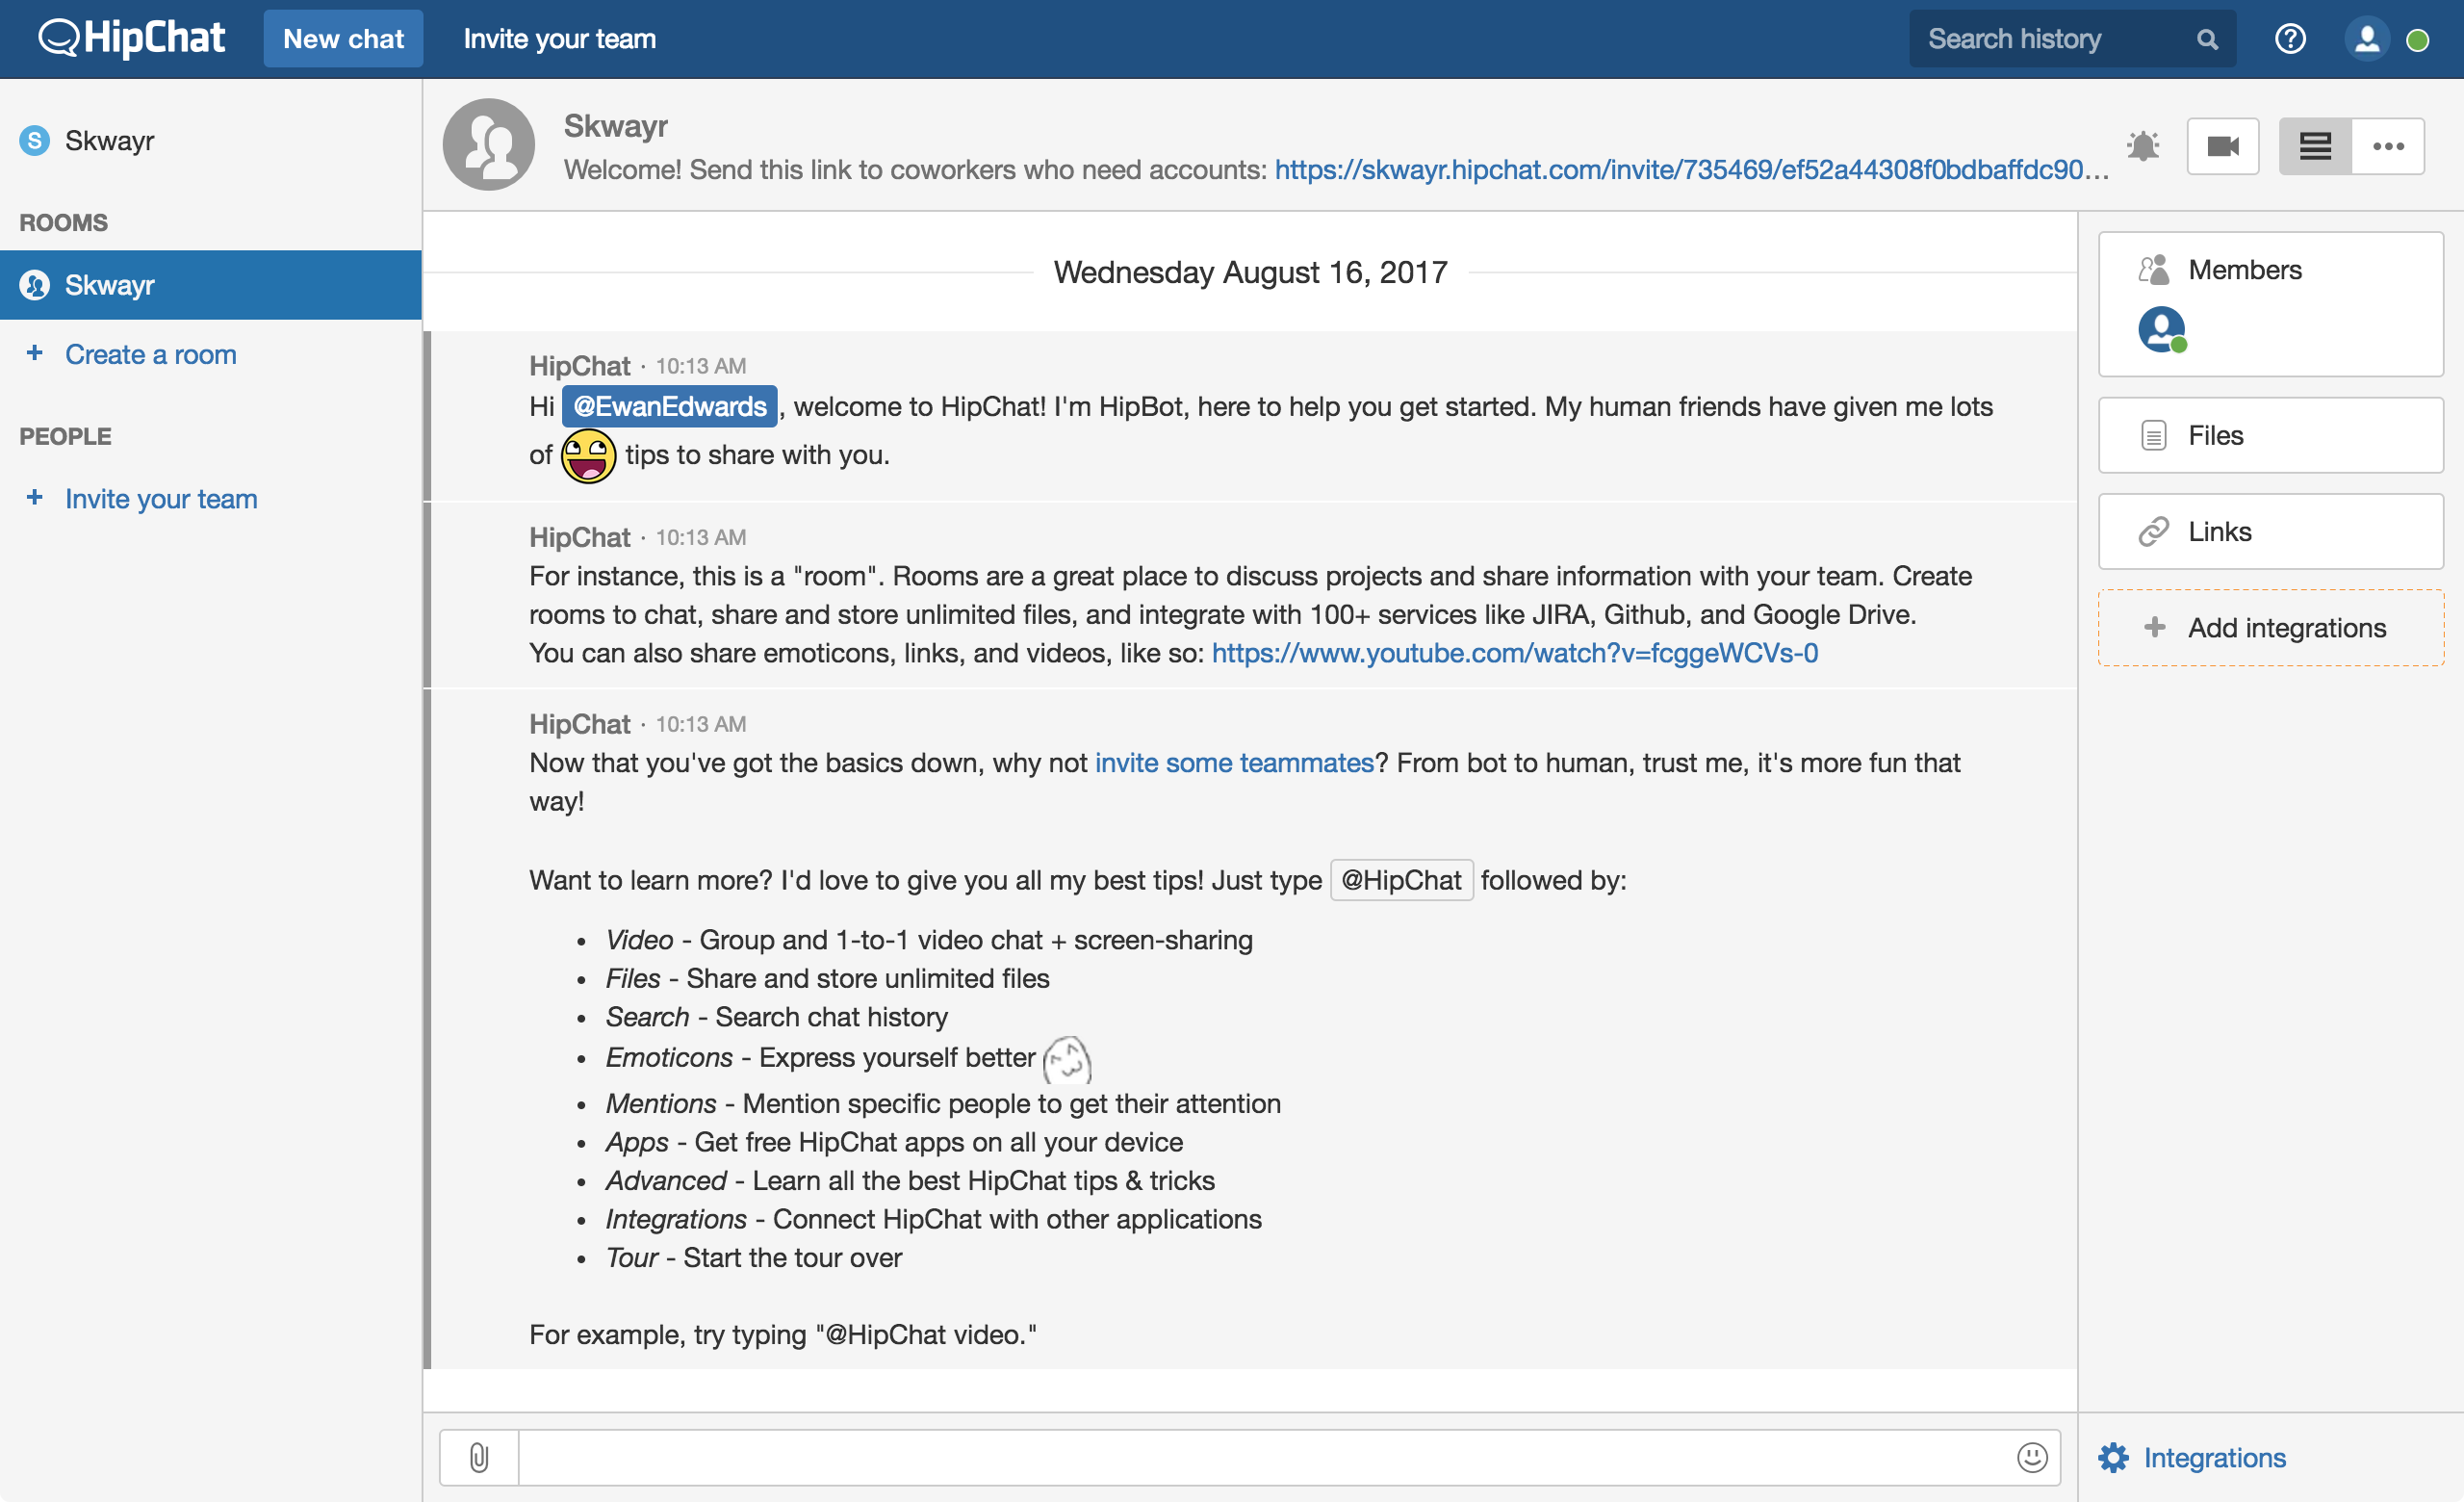 HipChat
New chat
Invite your team
Search history
S Skwayr
ROOMS
Skwayr
+ Create a room
PEOPLE
+ Invite your team
Skwayr
Welcome! Send this link to coworkers who need accounts: https://skwayr.hipchat.com/invite/735469/ef52a44308f0bdbaffdc90...
Wednesday August 16, 2017
HipChat · 10:13 AM
Hi @EwanEdwards , welcome to HipChat! I'm HipBot, here to help you get started. My human friends have given me lots
of tips to share with you.
HipChat · 10:13 AM
For instance, this is a "room". Rooms are a great place to discuss projects and share information with your team. Create
rooms to chat, share and store unlimited files, and integrate with 100+ services like JIRA, Github, and Google Drive.
You can also share emoticons, links, and videos, like so: https://www.youtube.com/watch?v=fcggeWCVs-0
HipChat · 10:13 AM
Now that you've got the basics down, why not invite some teammates? From bot to human, trust me, it's more fun that
way!
Want to learn more? I'd love to give you all my best tips! Just type @HipChat followed by:
• Video - Group and 1-to-1 video chat + screen-sharing
• Files - Share and store unlimited files
• Search - Search chat history
• Emoticons - Express yourself better
• Mentions - Mention specific people to get their attention
• Apps - Get free HipChat apps on all your device
• Advanced - Learn all the best HipChat tips & tricks
• Integrations - Connect HipChat with other applications
• Tour - Start the tour over
For example, try typing "@HipChat video."
Members
Files
Links
+ Add integrations
Integrations